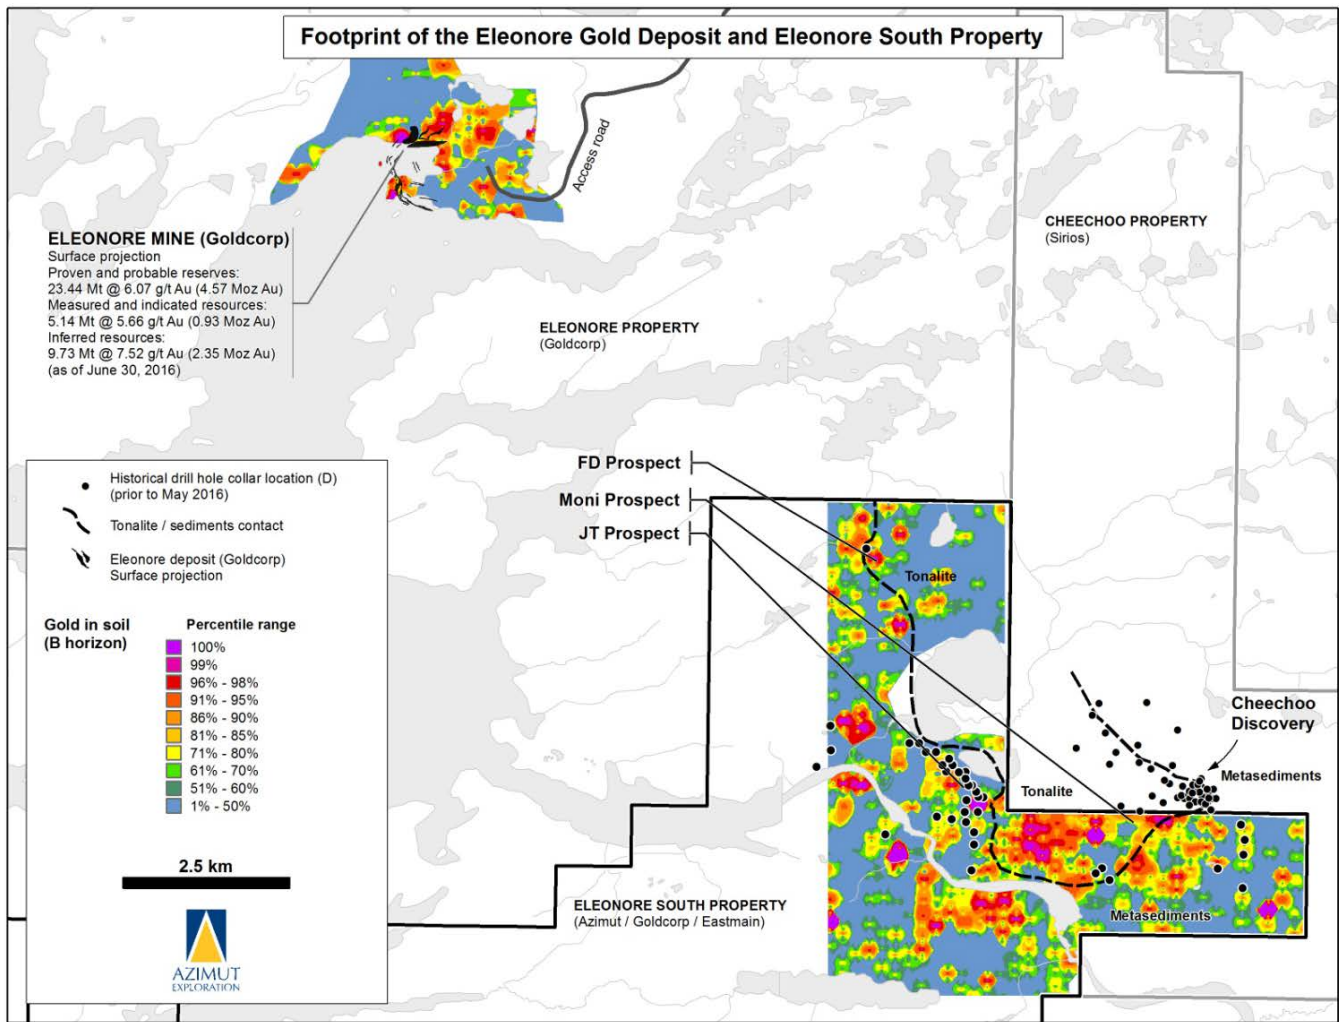 Footprint of the Eleonore Gold Deposit and Eleonore South Property
Access road
ELEONORE MINE (Goldcorp)
Surface projection
Proven and probable reserves:
23.44 Mt @ 6.07 g/t Au (4.57 Moz Au)
Measured and indicated resources:
5.14 Mt @ 5.66 g/t Au (0.93 Moz Au)
Inferred resources:
9.73 Mt @ 7.52 g/t Au (2.35 Moz Au)
(as of June 30, 2016)
CHEECHOO PROPERTY
(Sirios)
ELEONORE PROPERTY
(Goldcorp)
FD Prospect
Moni Prospect
JT Prospect
Tonalite
Historical drill hole collar location (D)
(prior to May 2016)
Tonalite / sediments contact
Eleonore deposit (Goldcorp)
Surface projection
Gold in soil
(B horizon)
Percentile range
100%
99%
96% - 98%
91% - 95%
86% - 90%
81% - 85%
71% - 80%
61% - 70%
51% - 60%
1% - 50%
2.5 km
AZIMUT
EXPLORATION
Cheechoo
Discovery
Metasediments
Tonalite
ELEONORE SOUTH PROPERTY
(Azimut / Goldcorp / Eastmain)
Metasediments